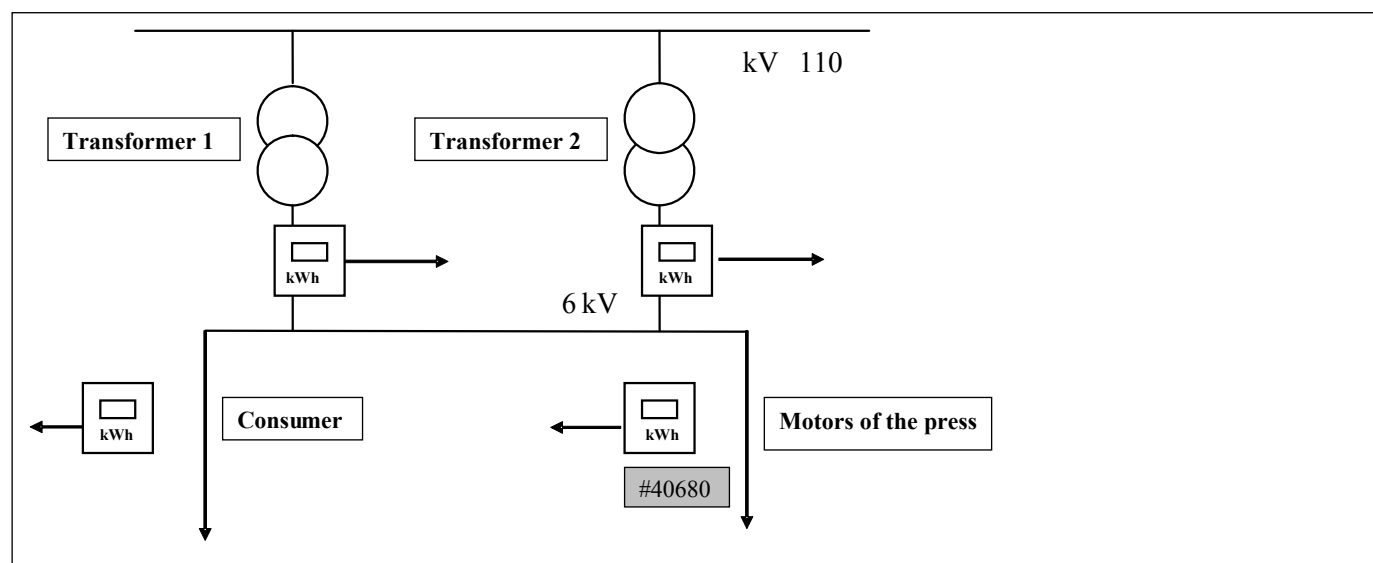 kV 110
Transformer 1
Transformer 2
kWh
kWh
6 kV
kWh
Consumer
kWh
Motors of the press
#40680